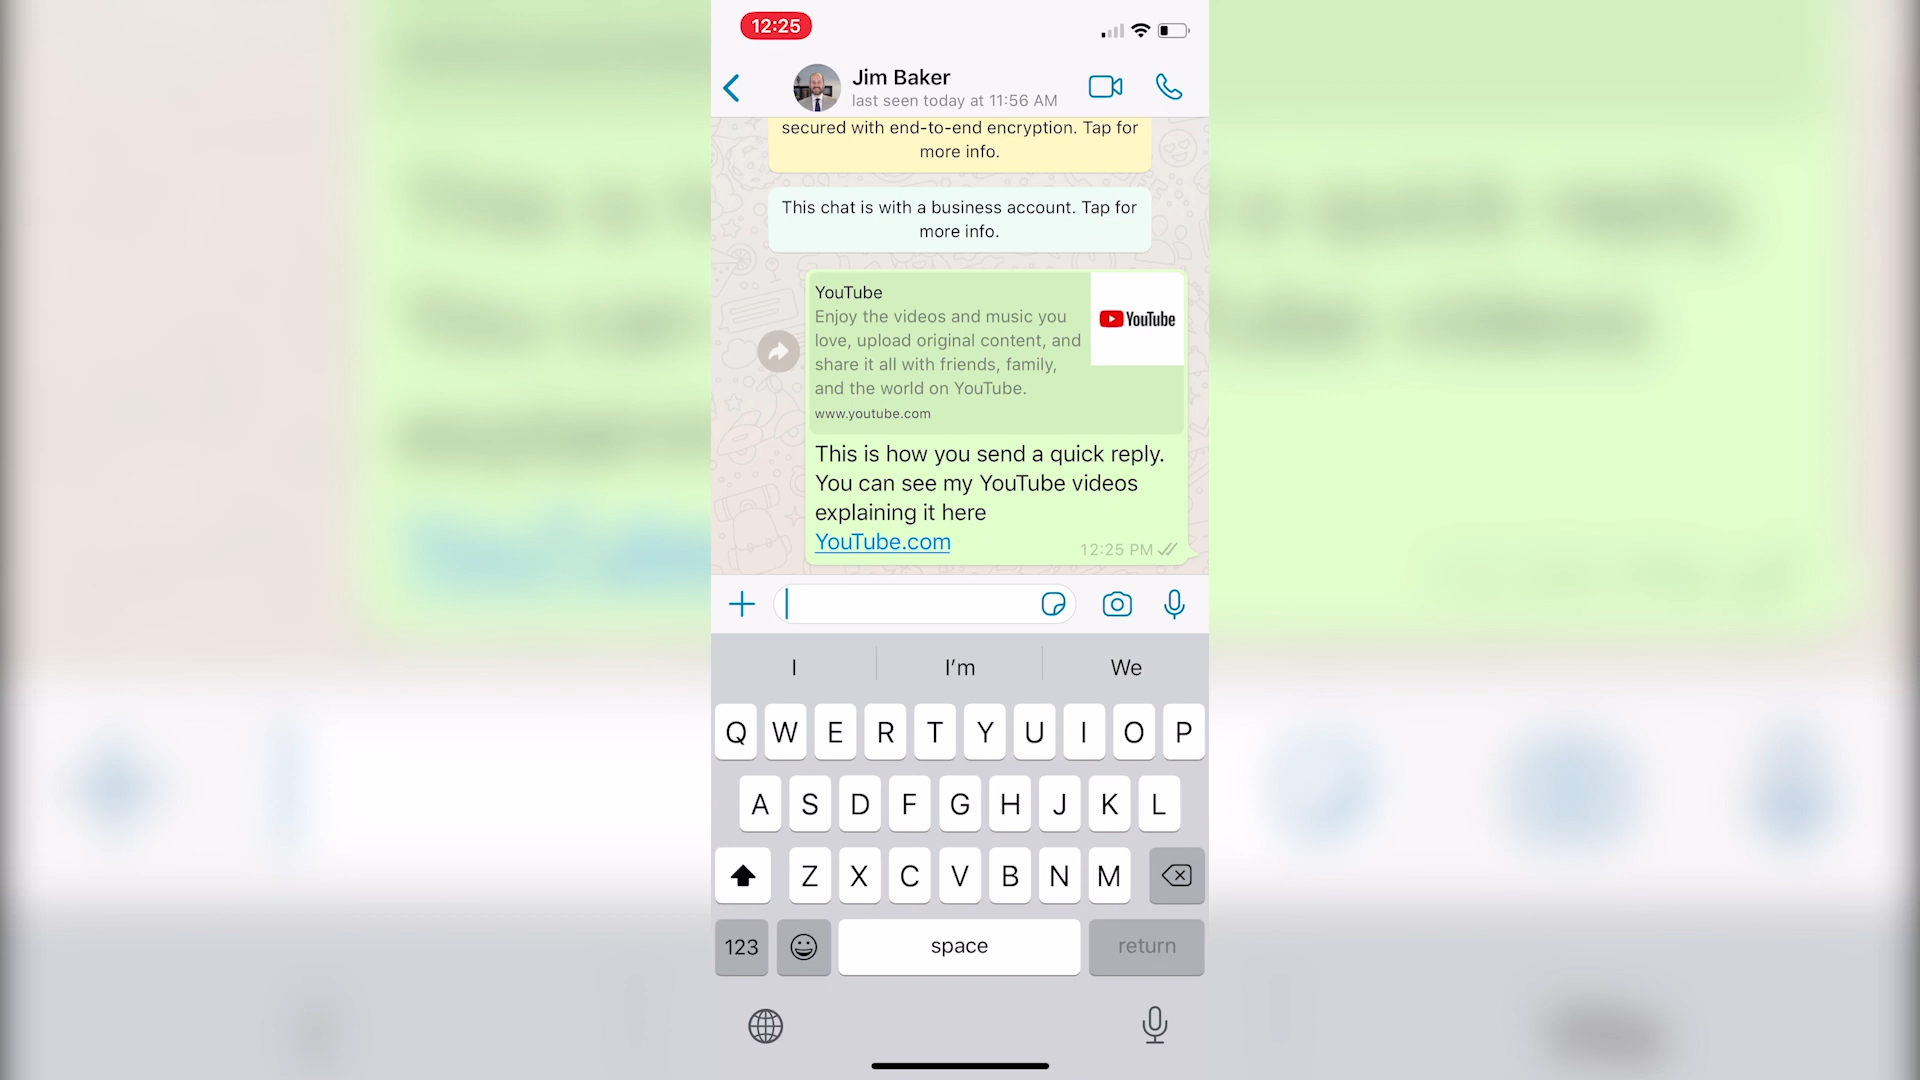 12:25
Jim Baker
last seen today at 11:56 AM
secured with end-to-end encryption. Tap for
more info.
This chat is with a business account. Tap for
more info.
YouTube
Enjoy the videos and music you
love, upload original content, and
share it all with friends, family,
and the world on YouTube.
www.youtube.com
YouTube
This is how you send a quick reply.
You can see my YouTube videos
explaining it here
YouTube.com
12:25 PM
I
I'm
We
Q W E R T Y U I O P
A S D F G H J K L
Z X C V B N M
123
space
return